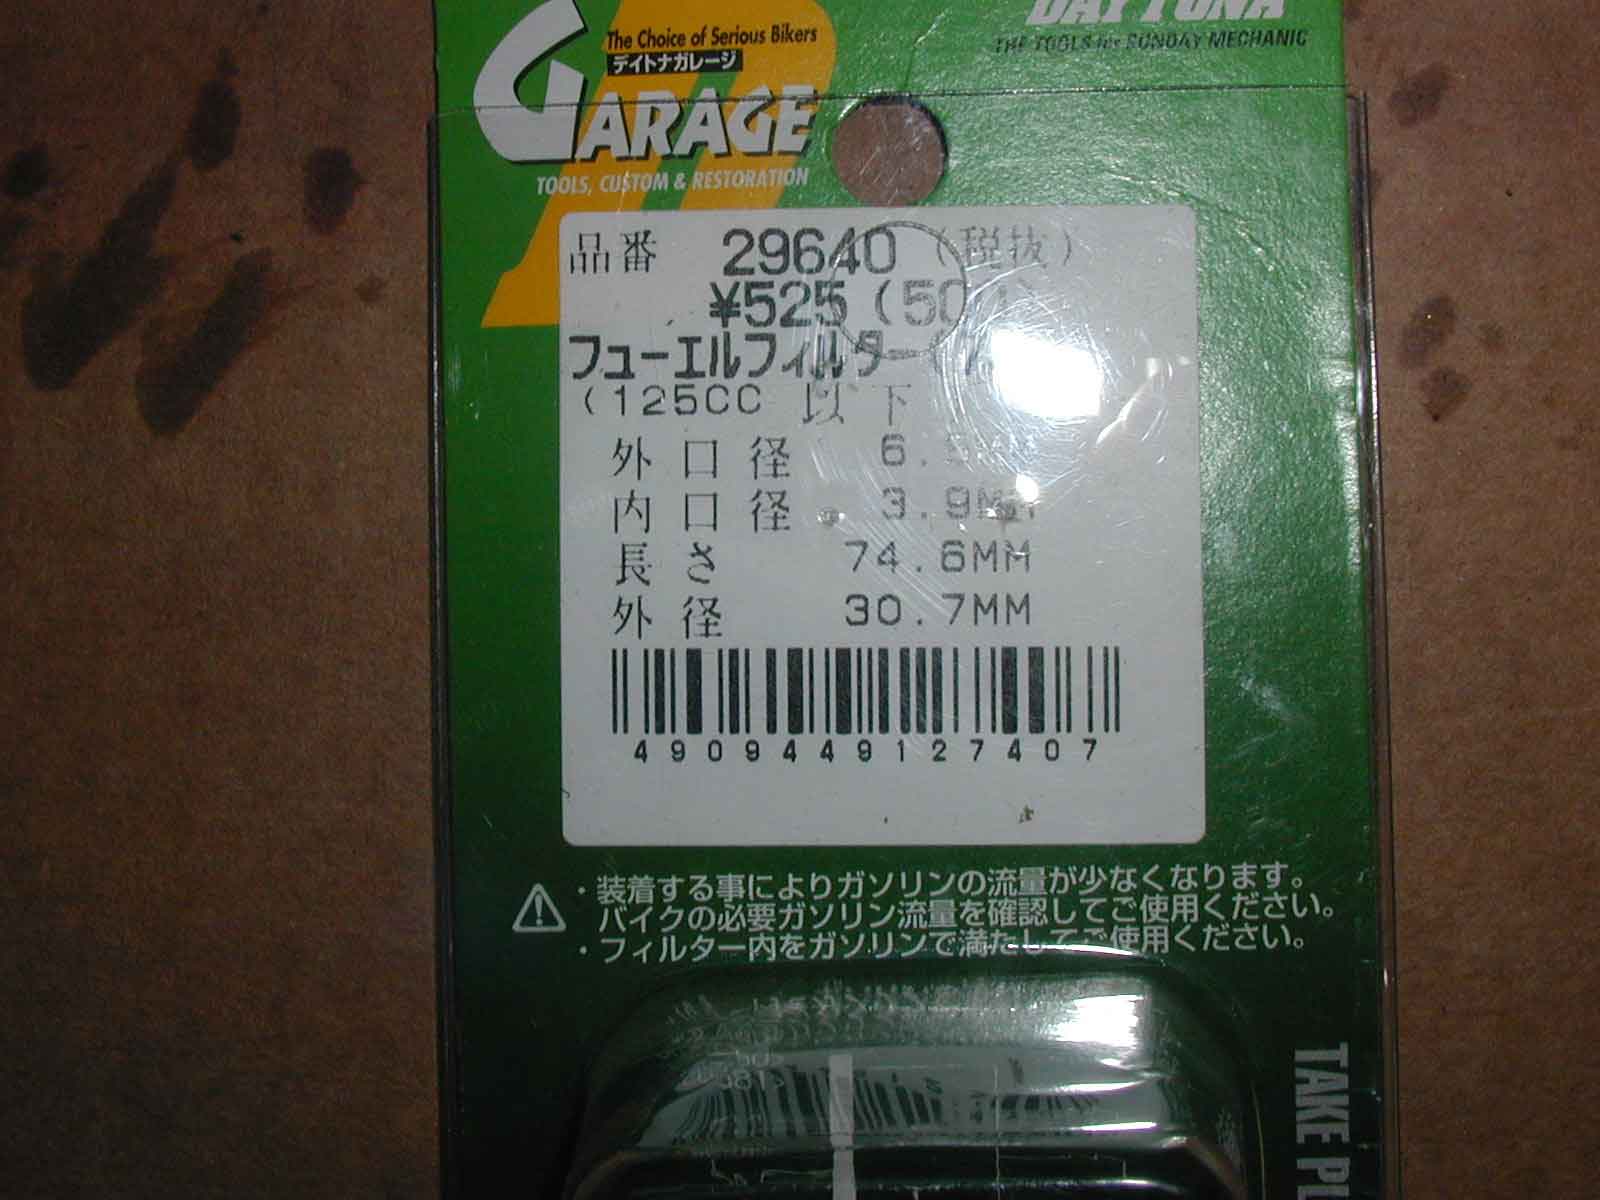 The Choice of Serious Bikers
デイトナガレージ
GARAGE
TOOLS, CUSTOM & RESTORATION
DAYTONA
THE TOOLS for SUNDAY MECHANIC
品番 29640 (税抜)
¥525
フューエルフィルター
(125CC 以下
外口径
内口径 3.9MM
長さ 74.6MM
外径 30.7MM
4909449127407
・装着する事によりガソリンの流量が少なくなります。
バイクの必要ガソリン流量を確認してご使用ください。
・フィルター内をガソリンで満たしてご使用ください。
TAKE